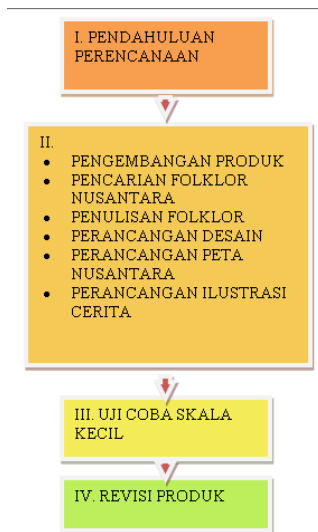 I. PENDAHULUAN
PERENCANAAN
II.
• PENGEMBANGAN PRODUK
• PENCARIAN FOLKLOR
NUSANTARA
• PENULISAN FOLKLOR
• PERANCANGAN DESAIN
• PERANCANGAN PETA
NUSANTARA
• PERANCANGAN ILUSTRASI
CERITA
III. UJI COBA SKALA
KECIL
IV. REVISI PRODUK